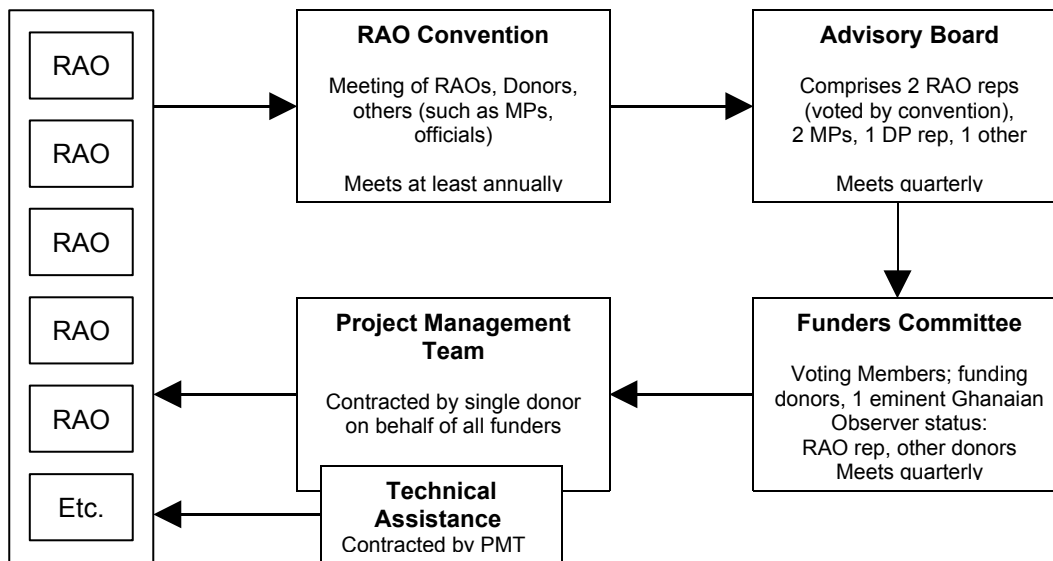 RAO
RAO
RAO
RAO
RAO
Etc.
RAO Convention
Meeting of RAOs, Donors,
others (such as MPs,
officials)
Meets at least annually
Advisory Board
Comprises 2 RAO reps
(voted by convention),
2 MPs, 1 DP rep, 1 other
Meets quarterly
Project Management
Team
Contracted by single donor
on behalf of all funders
Technical
Assistance
Contracted by PMT
Funders Committee
Voting Members; funding
donors, 1 eminent Ghanaian
Observer status:
RAO rep, other donors
Meets quarterly